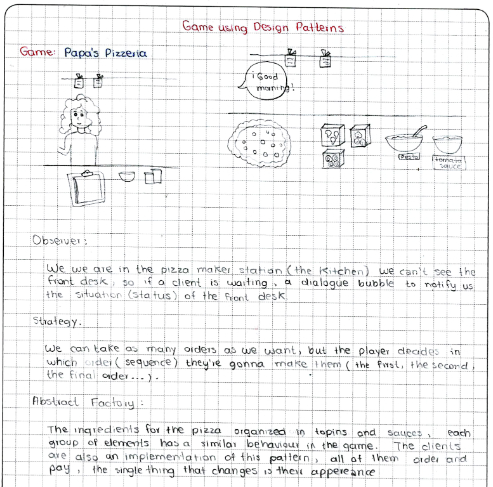 Game using Design Patterns
Game: Papa's Pizzeria
¡Good
morning!
tomato
sauce
Observer:
We we are in the pizza maker station (the kitchen) we can't see the
front desk, so if a client is waiting, a dialogue bubble to notify us
the situation (status) of the front desk
Strategy.
We can take as many orders as we want, but the player decides in
which order (sequence) they're gonna make them (the first, the second,
the final order...).
Abstract Factory:
The ingredients for the pizza organized in topins and sauces, each
group of elements has a similar behaviour in the game. The clients
are also an implementation of this pattern, all of them order and
pay, the single thing that changes is their appereance